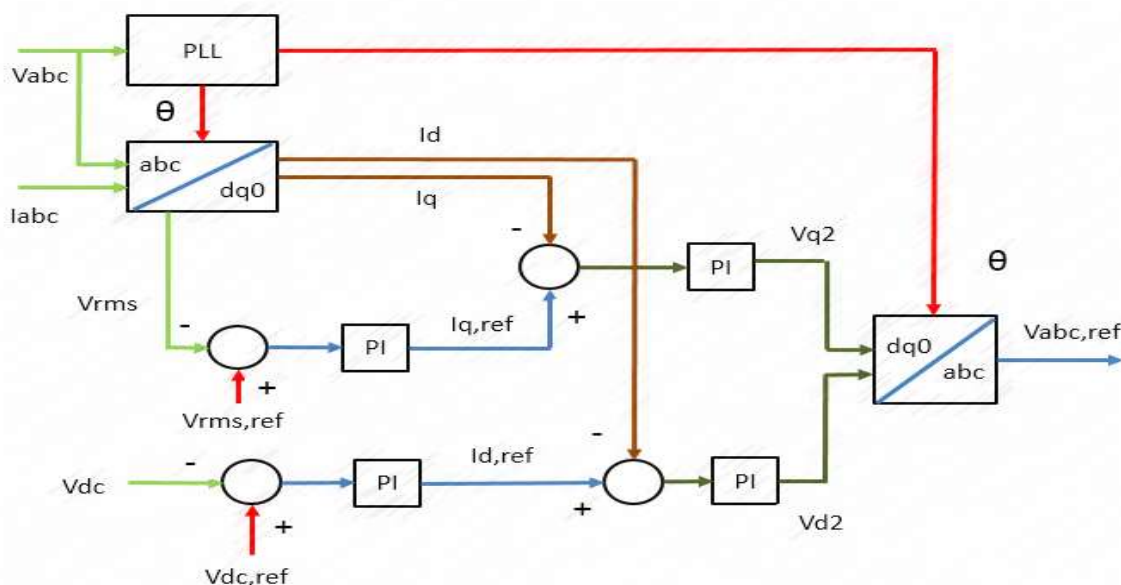 PLL
Vabc
θ
abc
dq0
Iabc
Id
Iq
-
Vq2
PI
θ
Vrms
-
PI
Iq,ref
+
dq0
abc
Vabc,ref
+
Vrms,ref
-
Id,ref
-
Vdc
PI
PI
+
+
Vd2
Vdc,ref